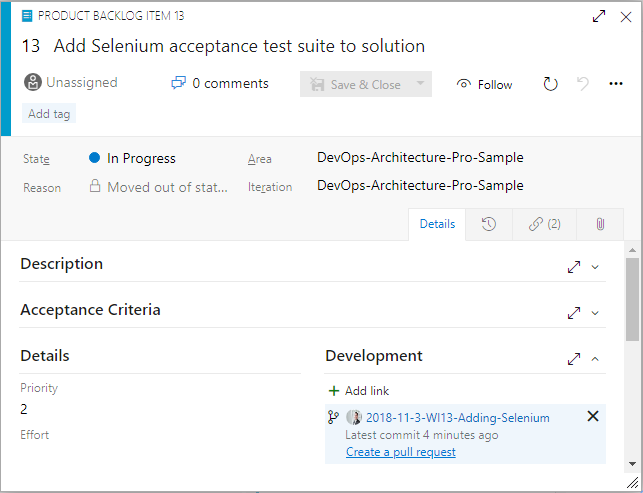 PRODUCT BACKLOG ITEM 13
13 Add Selenium acceptance test suite to solution
Unassigned 0 comments Save & Close Follow
Add tag
State In Progress Area DevOps-Architecture-Pro-Sample
Reason Moved out of stat... Iteration DevOps-Architecture-Pro-Sample
Details (2)
Description
Acceptance Criteria
Details Development
Priority + Add link
2 2018-11-3-WI13-Adding-Selenium
Effort Latest commit 4 minutes ago
Create a pull request